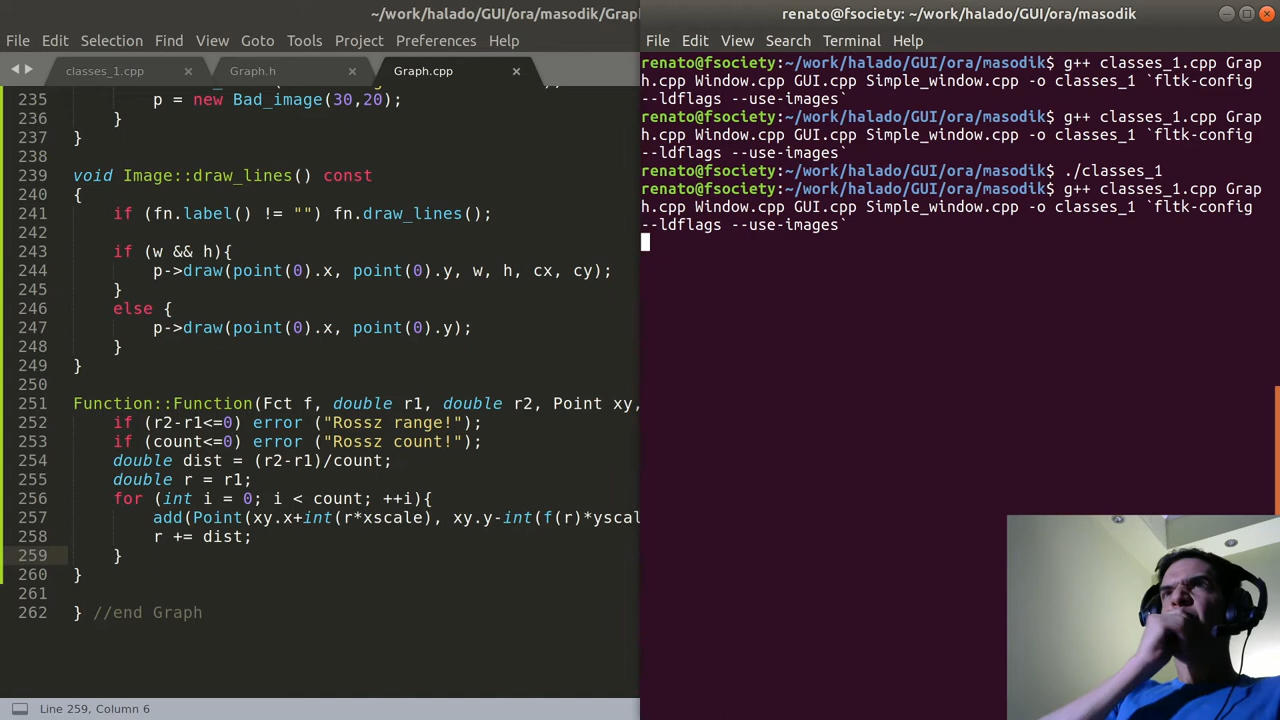 ~/work/halado/GUI/ora/masodik/Grap
File Edit Selection Find View Goto Tools Project Preferences Help
classes_1.cpp × Graph.h × Graph.cpp ×
235
236 p = new Bad_image(30,20);
}
237 }
238
239 void Image::draw_lines() const
240 {
241 if (fn.label() != "") fn.draw_lines();
242
243 if (w && h){
244 p->draw(point(0).x, point(0).y, w, h, cx, cy);
245 }
246 else {
247 p->draw(point(0).x, point(0).y);
248 }
249 }
250
251 Function::Function(Fct f, double r1, double r2, Point xy,
252 if (r2-r1<=0) error ("Rossz range!");
253 if (count<=0) error ("Rossz count!");
254 double dist = (r2-r1)/count;
255 double r = r1;
256 for (int i = 0; i < count; ++i){
257 add(Point(xy.x+int(r*xscale), xy.y-int(f(r)*yscal
258 r += dist;
259 }
260 }
261
262 } //end Graph
Line 259, Column 6
renato@fsociety: ~/work/halado/GUI/ora/masodik
File Edit View Search Terminal Help
renato@fsociety:~/work/halado/GUI/ora/masodik$ g++ classes_1.cpp Grap
h.cpp Window.cpp GUI.cpp Simple_window.cpp -o classes_1 `fltk-config
--ldflags --use-images`
renato@fsociety:~/work/halado/GUI/ora/masodik$ g++ classes_1.cpp Grap
h.cpp Window.cpp GUI.cpp Simple_window.cpp -o classes_1 `fltk-config
--ldflags --use-images`
renato@fsociety:~/work/halado/GUI/ora/masodik$ ./classes_1
renato@fsociety:~/work/halado/GUI/ora/masodik$ g++ classes_1.cpp Grap
h.cpp Window.cpp GUI.cpp Simple_window.cpp -o classes_1 `fltk-config
--ldflags --use-images`